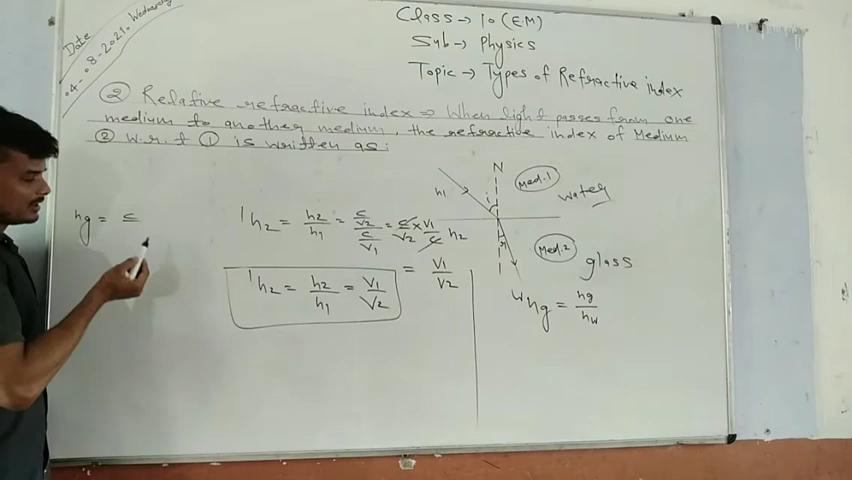 Date
04-08-2021, Wednesday
Class → 10 (E.M)
Sub → Physics
Topic → Types of Refractive index
② Relative refractive index ⇒ When light passes from one
medium to another medium, the refractive index of Medium
② w.r.t ① is written as:
ng = c
¹n2 = n2/n1 = c/v2 / c/v1 = c/v2 × v1/c
= v1/v2
¹n2 = n2/n1 = v1/v2
N
n1
i
Med.1
water
n2
r
Med.2
glass
wng = ng/nw